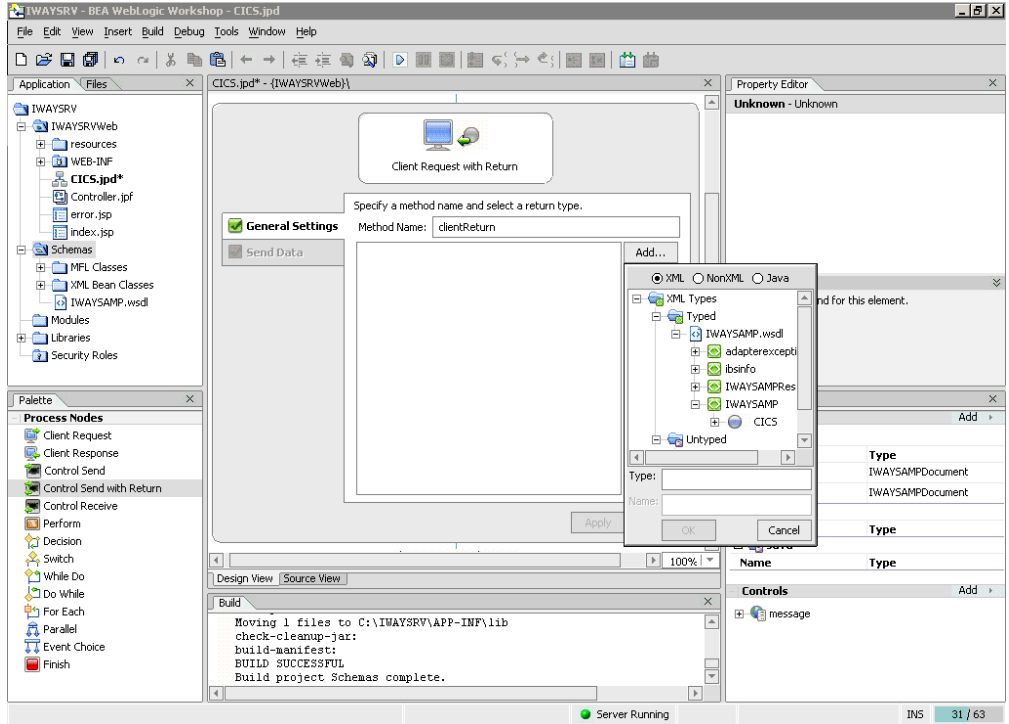 IWAYSRV - BEA WebLogic Workshop - CICS.jpd
File Edit View Insert Build Debug Tools Window Help
Application Files
IWAYSRV
IWAYSRVWeb
resources
WEB-INF
CICS.jpd*
Controller.jpf
error.jsp
index.jsp
Schemas
MFL Classes
XML Bean Classes
IWAYSAMP.wsdl
Modules
Libraries
Security Roles
Palette
Process Nodes
Client Request
Client Response
Control Send
Control Send with Return
Control Receive
Perform
Decision
Switch
While Do
Do While
For Each
Parallel
Event Choice
Finish
CICS.jpd* - {IWAYSRVWeb}\
Client Request with Return
Specify a method name and select a return type.
General Settings
Send Data
Method Name: clientReturn
Add...
XML NonXML Java
XML Types
Typed
IWAYSAMP.wsdl
adapterexcepti
ibsinfo
IWAYSAMPRes
IWAYSAMP
CICS
Untyped
Type:
Name:
OK Cancel
Apply
100%
Design View Source View
Build
Moving 1 files to C:\IWAYSRV\APP-INF\lib
check-cleanup-jar:
build-manifest:
BUILD SUCCESSFUL
Build project Schemas complete.
Property Editor
Unknown - Unknown
nd for this element.
Add
Type
IWAYSAMPDocument
IWAYSAMPDocument
Type
Java
Name Type
Controls Add
message
Server Running
INS 31 / 63